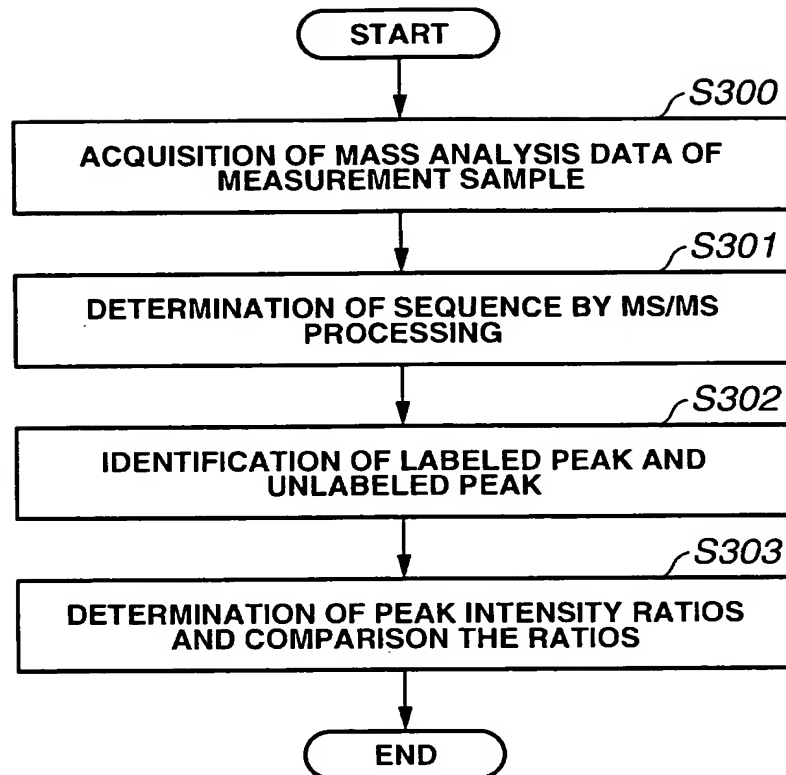 START
S300
ACQUISITION OF MASS ANALYSIS DATA OF
MEASUREMENT SAMPLE
S301
DETERMINATION OF SEQUENCE BY MS/MS
PROCESSING
S302
IDENTIFICATION OF LABELED PEAK AND
UNLABELED PEAK
S303
DETERMINATION OF PEAK INTENSITY RATIOS
AND COMPARISON THE RATIOS
END